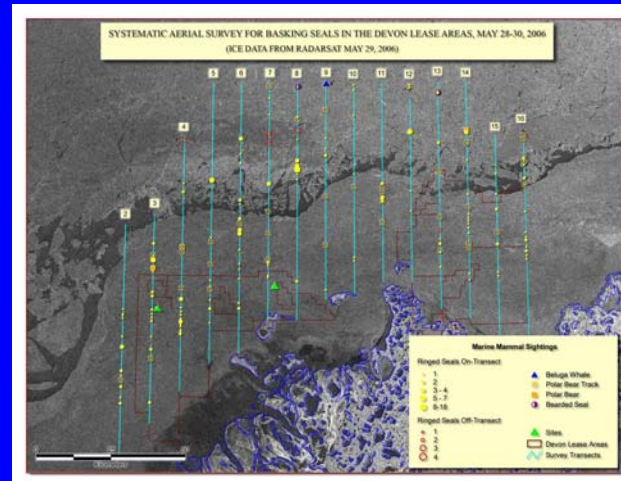 SYSTEMATIC AERIAL SURVEY FOR BASKING SEALS IN THE DEVON LEASE AREAS, MAY 28-30, 2006
(ICE DATA FROM RADARSAT MAY 29, 2006)
5 6 7 8 9 10 11 12 13 14
4 15 16
2 3
Marine Mammal Sightings
Ringed Seals On-Transect
1
2
3 - 4
5 - 7
8-18
Ringed Seals Off-Transect
1
2
3
4
Beluga Whale
Polar Bear Track
Polar Bear
Bearded Seal
Sites
Devon Lease Areas
Survey Transects